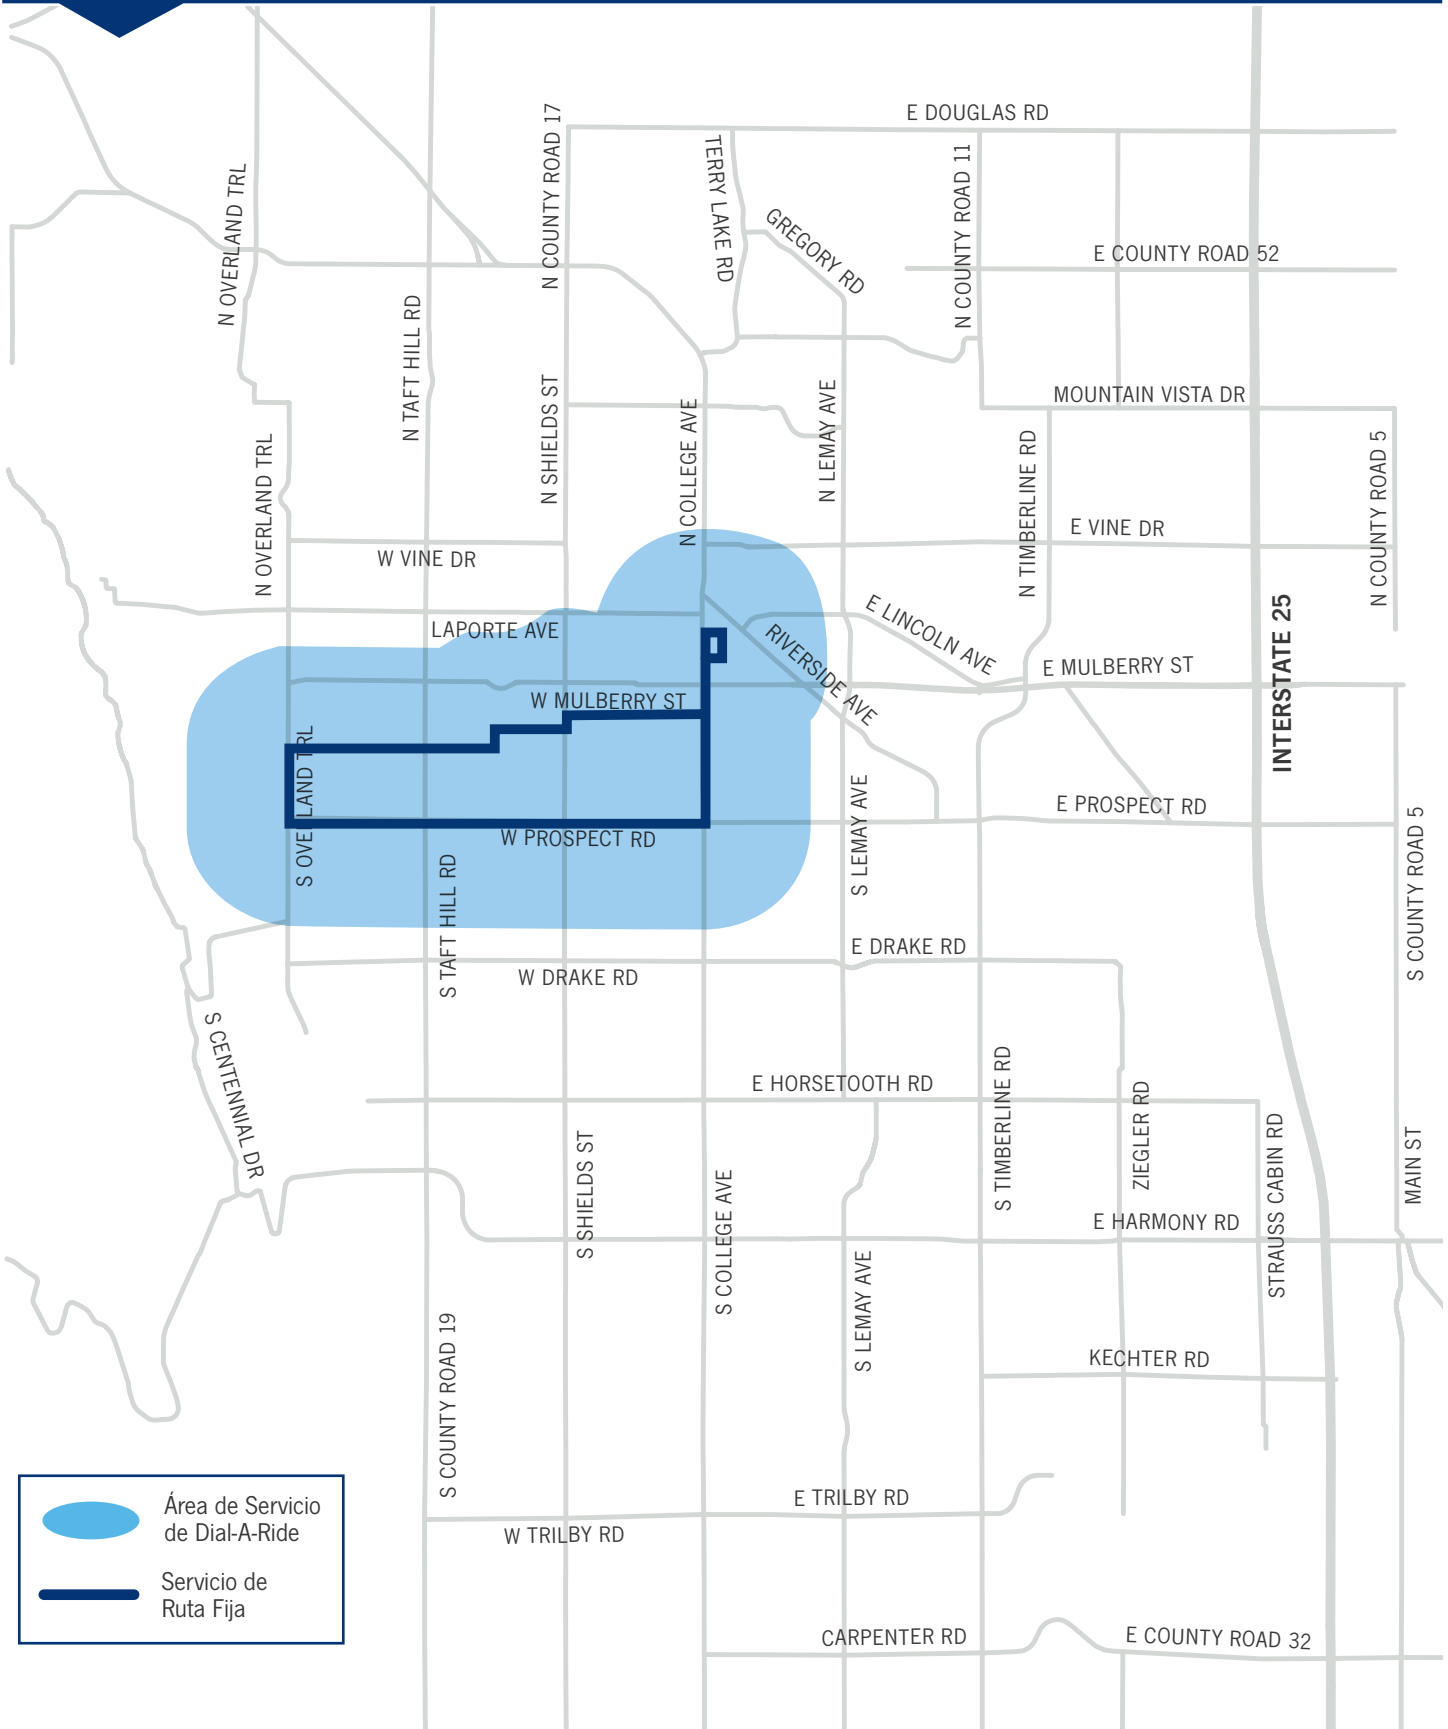 E DOUGLAS RD
N COUNTY ROAD 17
TERRY LAKE RD
N COUNTY ROAD 11
N OVERLAND TRL
GREGORY RD
E COUNTY ROAD 52
N TAFT HILL RD
N SHIELDS ST
N COLLEGE AVE
N LEMAY AVE
MOUNTAIN VISTA DR
N OVERLAND TRL
N TIMBERLINE RD
N COUNTY ROAD 5
E VINE DR
W VINE DR
LAPORTE AVE
E LINCOLN AVE
RIVERSIDE AVE
INTERSTATE 25
E MULBERRY ST
W MULBERRY ST
S OVERLAND TRL
S LEMAY AVE
E PROSPECT RD
W PROSPECT RD
S COUNTY ROAD 5
S TAFT HILL RD
E DRAKE RD
W DRAKE RD
S CENTENNIAL DR
E HORSETOOTH RD
S TIMBERLINE RD
ZIEGLER RD
STRAUSS CABIN RD
MAIN ST
S SHIELDS ST
S COLLEGE AVE
E HARMONY RD
S LEMAY AVE
S COUNTY ROAD 19
KECHTER RD
E TRILBY RD
W TRILBY RD
CARPENTER RD
E COUNTY ROAD 32
Área de Servicio
de Dial-A-Ride
Servicio de
Ruta Fija